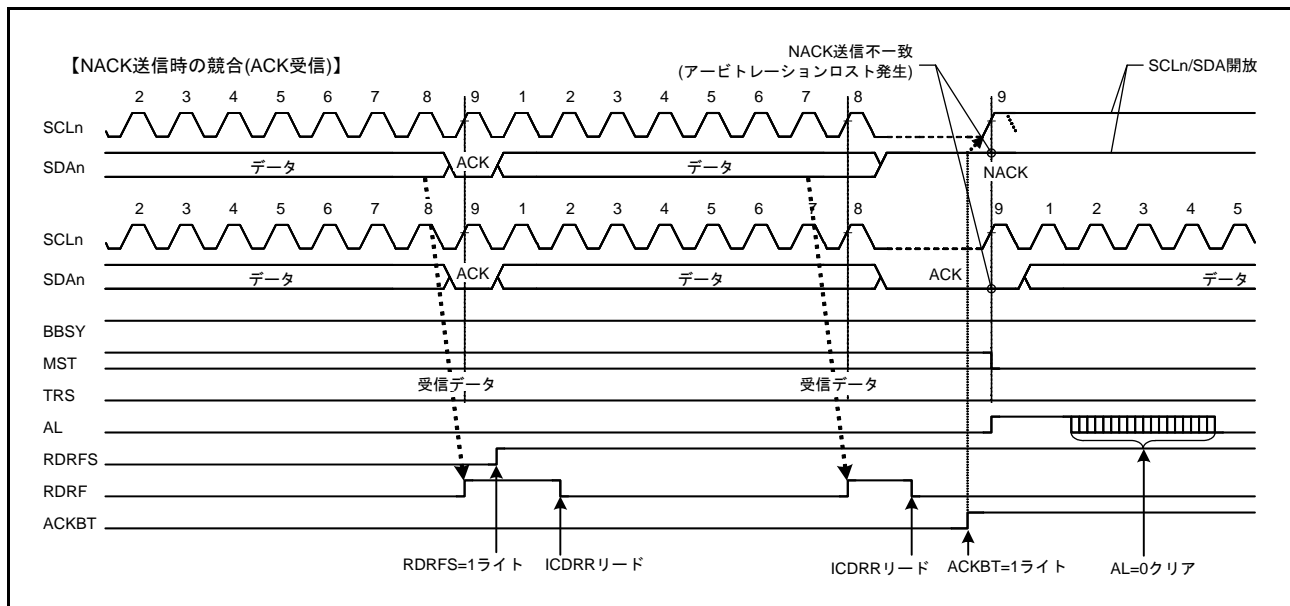 【NACK送信時の競合(ACK受信)】
NACK送信不一致
(アービトレーションロスト発生)
SCLn/SDA開放
2 3 4 5 6 7 8 9 1 2 3 4 5 6 7 8 9
SCLn
SDAn
データ ACK データ NACK
2 3 4 5 6 7 8 9 1 2 3 4 5 6 7 8 9 1 2 3 4 5
SCLn
SDAn
データ ACK データ ACK データ
BBSY
MST
受信データ 受信データ
TRS
AL
RDRFS
RDRF
ACKBT
RDRFS=1ライト ICDRRリード ICDRRリード ACKBT=1ライト AL=0クリア